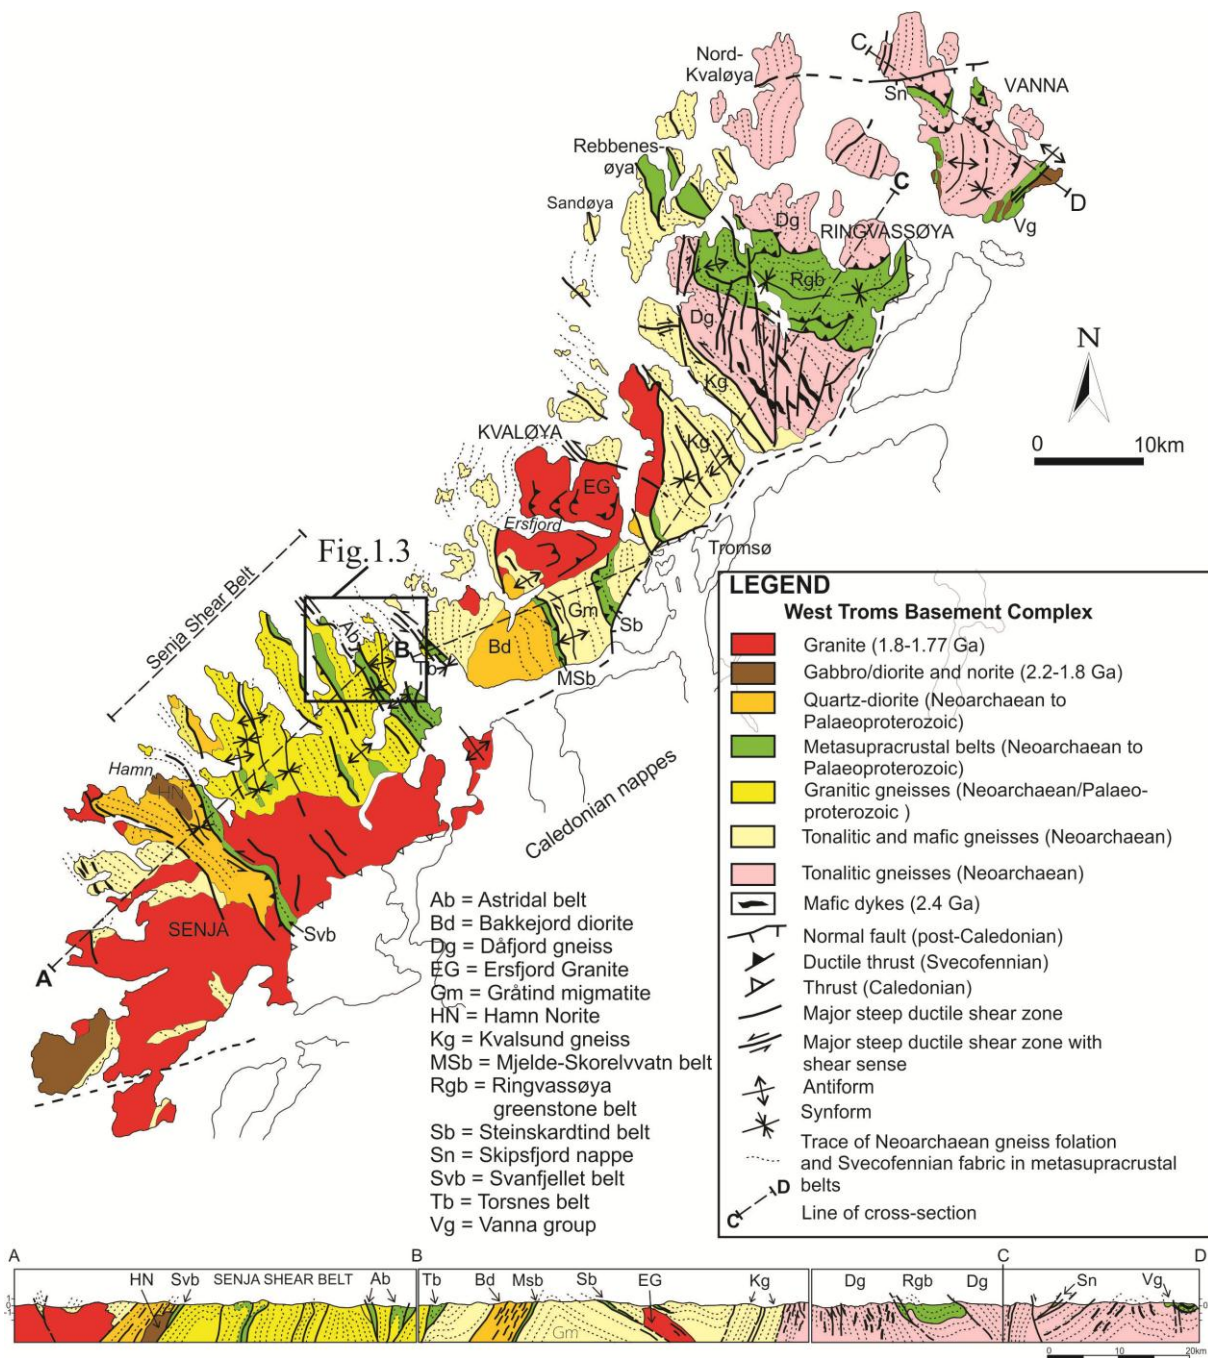 C
Nord-
Kvaløya
Sn
VANNA
Rebbenes-
øya
C
D
Sandøya
Dg
Vg
RINGVASSØYA
Rgb
Dg
N
Kg
0 10km
KVALØYA
Kg
EG
Ersfjord
Tromsø
Fig.1.3
Senja Shear Belt
Ab
Gm
Sb
B
Tb
Bd
MSb
Hamn
HN
Caledonian nappes
SENJA
Svb
A
LEGEND
West Troms Basement Complex
Granite (1.8-1.77 Ga)
Gabbro/diorite and norite (2.2-1.8 Ga)
Quartz-diorite (Neoarchaean to
Palaeoproterozoic)
Metasupracrustal belts (Neoarchaean to
Palaeoproterozoic)
Granitic gneisses (Neoarchaean/Palaeo-
proterozoic )
Tonalitic and mafic gneisses (Neoarchaean)
Tonalitic gneisses (Neoarchaean)
Mafic dykes (2.4 Ga)
Normal fault (post-Caledonian)
Ductile thrust (Svecofennian)
Thrust (Caledonian)
Major steep ductile shear zone
Major steep ductile shear zone with
shear sense
Antiform
Synform
Trace of Neoarchaean gneiss folation
and Svecofennian fabric in metasupracrustal
belts
C D
Line of cross-section
Ab = Astridal belt
Bd = Bakkejord diorite
Dg = Dåfjord gneiss
EG = Ersfjord Granite
Gm = Gråtind migmatite
HN = Hamn Norite
Kg = Kvalsund gneiss
MSb = Mjelde-Skorelvvatn belt
Rgb = Ringvassøya
greenstone belt
Sb = Steinskardtind belt
Sn = Skipsfjord nappe
Svb = Svanfjellet belt
Tb = Torsnes belt
Vg = Vanna group
A B C D
HN Svb SENJA SHEAR BELT Ab Tb Bd Msb Sb EG Kg Dg Rgb Dg Sn Vg
Gm
0 10 20km